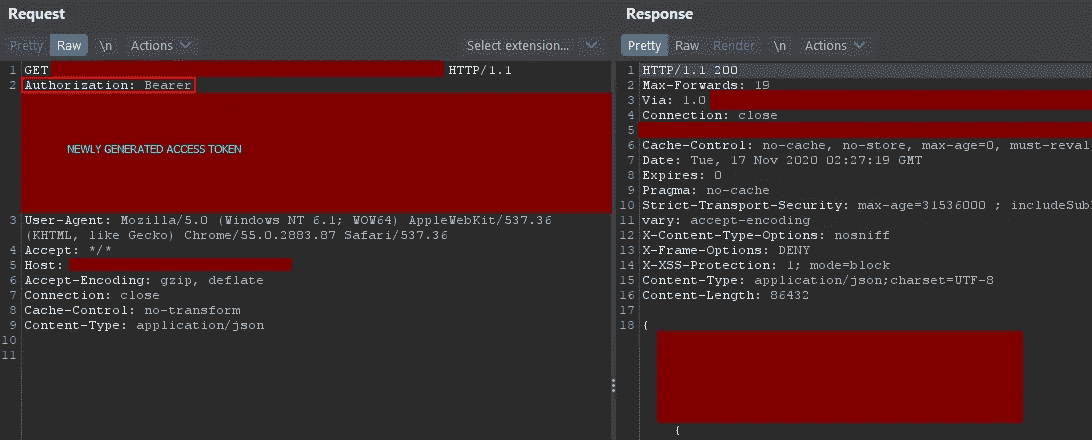 Request
Pretty Raw \n Actions Select extension...
1 GET HTTP/1.1
2 Authorization: Bearer
NEWLY GENERATED ACCESS TOKEN
3 User-Agent: Mozilla/5.0 (Windows NT 6.1; WOW64) AppleWebKit/537.36
(KHTML, like Gecko) Chrome/55.0.2883.87 Safari/537.36
4 Accept: */*
5 Host:
6 Accept-Encoding: gzip, deflate
7 Connection: close
8 Cache-Control: no-transform
9 Content-Type: application/json
10
11
Response
Pretty Raw Render \n Actions
1 HTTP/1.1 200
2 Max-Forwards: 19
3 Via: 1.0
4 Connection: close
5
6 Cache-Control: no-cache, no-store, max-age=0, must-reval
7 Date: Tue, 17 Nov 2020 02:27:19 GMT
8 Expires: 0
9 Pragma: no-cache
10 Strict-Transport-Security: max-age=31536000 ; includeSub
11 vary: accept-encoding
12 X-Content-Type-Options: nosniff
13 X-Frame-Options: DENY
14 X-XSS-Protection: 1; mode=block
15 Content-Type: application/json;charset=UTF-8
16 Content-Length: 86432
17
18 {
{